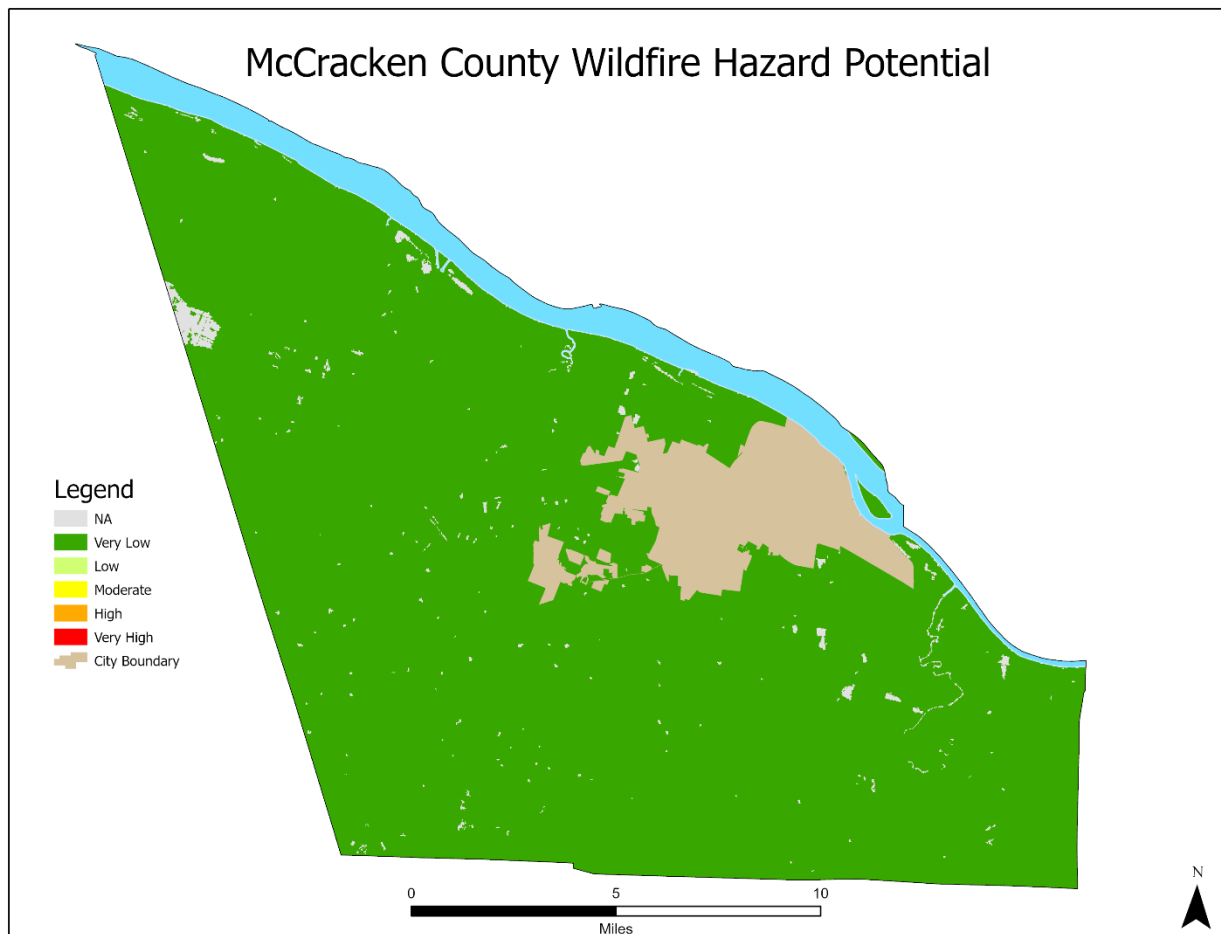 McCracken County Wildfire Hazard Potential
Legend
NA
Very Low
Low
Moderate
High
Very High
City Boundary
0 5 10
Miles
N